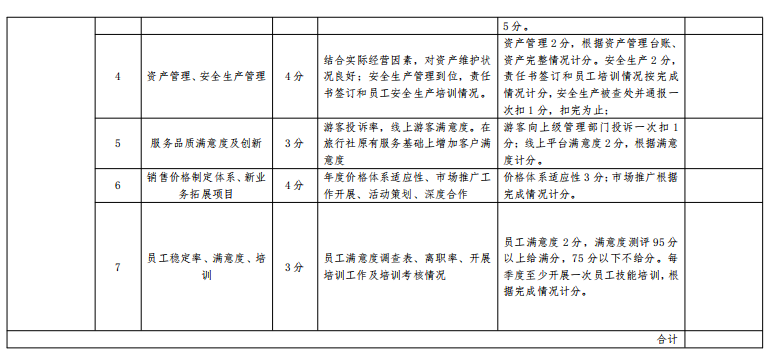 5分。
4
资产管理、安全生产管理
4分
结合实际经营因素，对资产维护状
况良好；安全生产管理到位，责任
书签订和员工安全生产培训情况。
资产管理2分，根据资产管理台账、
资产完整情况计分。安全生产2分，
责任书签订和员工培训情况按完成
情况计分，安全生产被查处并通报一
次扣1分，扣完为止；
5
服务品质满意度及创新
3分
游客投诉率，线上游客满意度。在
旅行社原有服务基础上增加客户满
意度
游客向上级管理部门投诉一次扣1
分；线上平台满意度2分，根据满意
度计分。
6
销售价格制定体系、新业
务拓展项目
4分
年度价格体系适应性、市场推广工
作开展、活动策划、深度合作
价格体系适应性3分；市场推广根据
完成情况计分。
7
员工稳定率、满意度、培
训
3分
员工满意度调查表、离职率、开展
培训工作及培训考核情况
员工满意度2分，满意度测评95分
以上给满分，75分以下不给分。每
季度至少开展一次员工技能培训，根
据完成情况计分。
合计